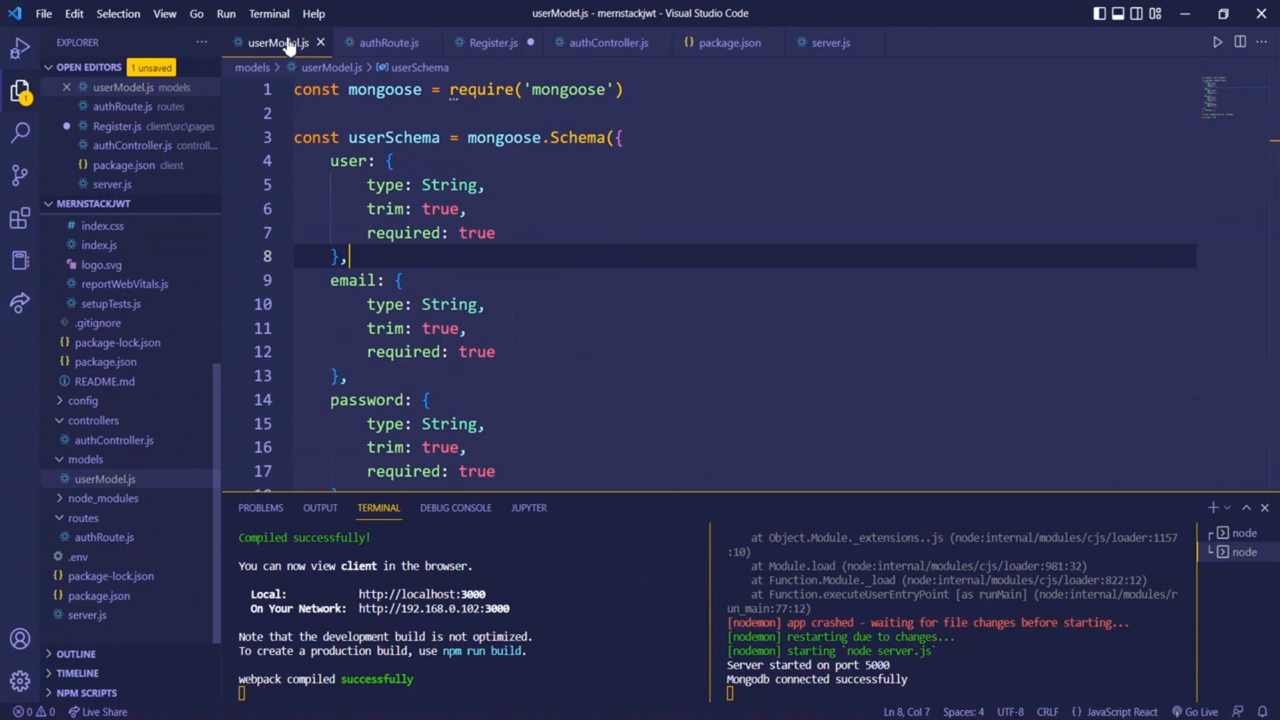 File Edit Selection View Go Run Terminal Help
userModel.js - mernstackjwt - Visual Studio Code
EXPLORER
userModel.js authRoute.js Register.js authController.js package.json server.js
OPEN EDITORS 1 unsaved
models > userModel.js > userSchema
userModel.js models
authRoute.js routes
Register.js client\src\pages
authController.js controll...
package.json client
server.js
MERNSTACKJWT
index.css
index.js
logo.svg
reportWebVitals.js
setupTests.js
.gitignore
package-lock.json
package.json
README.md
config
controllers
authController.js
models
userModel.js
node_modules
routes
authRoute.js
.env
package-lock.json
package.json
server.js
OUTLINE
TIMELINE
NPM SCRIPTS
1 const mongoose = require('mongoose')
2
3 const userSchema = mongoose.Schema({
4 user: {
5 type: String,
6 trim: true,
7 required: true
8 },
9 email: {
10 type: String,
11 trim: true,
12 required: true
13 },
14 password: {
15 type: String,
16 trim: true,
17 required: true
PROBLEMS OUTPUT TERMINAL DEBUG CONSOLE JUPYTER
Compiled successfully!
You can now view client in the browser.
Local: http://localhost:3000
On Your Network: http://192.168.0.102:3000
Note that the development build is not optimized.
To create a production build, use npm run build.
webpack compiled successfully
at Object.Module._extensions..js (node:internal/modules/cjs/loader:1157
:10)
at Module.load (node:internal/modules/cjs/loader:981:32)
at Function.Module._load (node:internal/modules/cjs/loader:822:12)
at Function.executeUserEntryPoint [as runMain] (node:internal/modules/r
un_main:77:12)
[nodemon] app crashed - waiting for file changes before starting...
[nodemon] restarting due to changes...
[nodemon] starting `node server.js`
Server started on port 5000
Mongodb connected successfully
node
node
0 0 Live Share
Ln 8, Col 7 Spaces: 4 UTF-8 CRLF {} JavaScript React Go Live